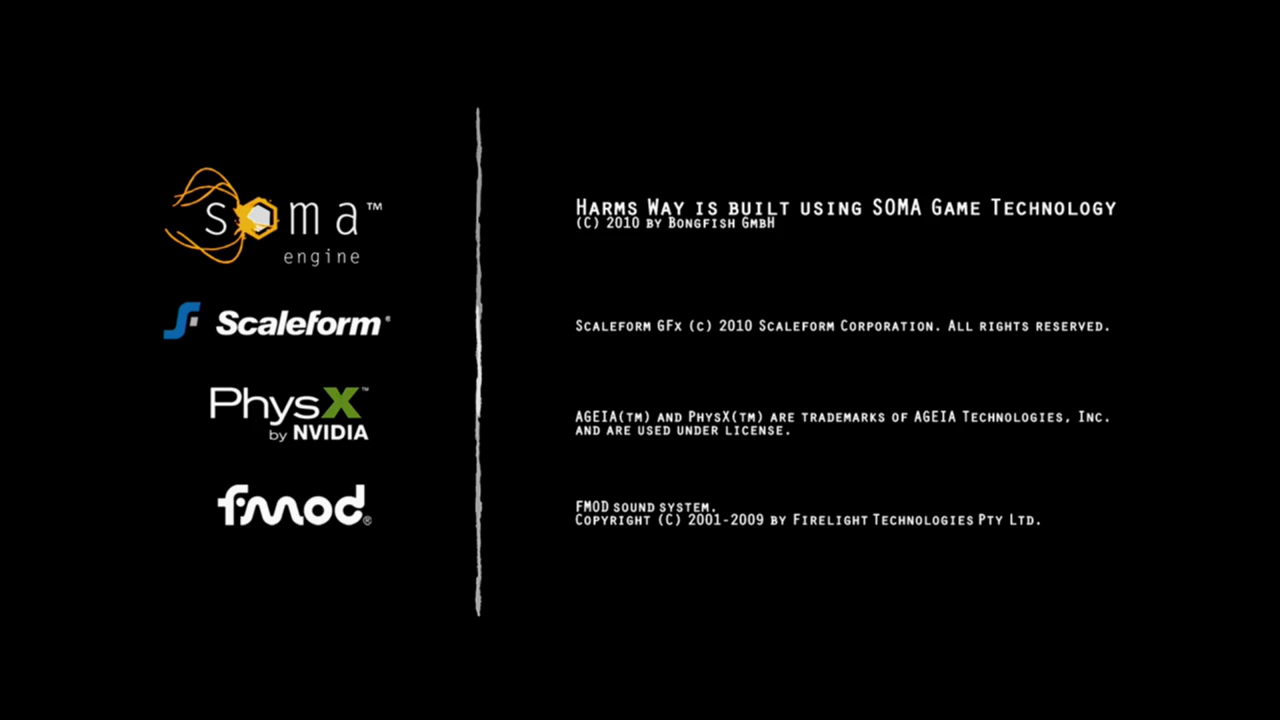 soma™
engine
Harms Way is built using SOMA Game Technology
(C) 2010 by Bongfish GmbH
Scaleform®
Scaleform GFx (c) 2010 Scaleform Corporation. All rights reserved.
PhysX™
by NVIDIA
AGEIA(tm) and PhysX(tm) are trademarks of AGEIA Technologies, Inc.
and are used under license.
fmod®
FMOD sound system.
Copyright (C) 2001-2009 by Firelight Technologies Pty Ltd.